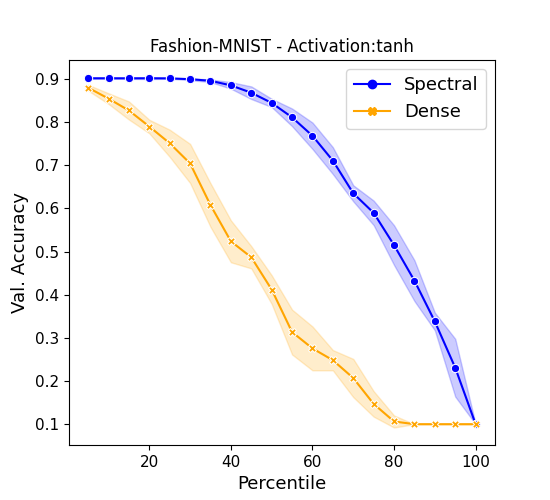 Fashion-MNIST - Activation:tanh
Spectral
Dense
Val. Accuracy
0.9
0.8
0.7
0.6
0.5
0.4
0.3
0.2
0.1
20
40
60
80
100
Percentile